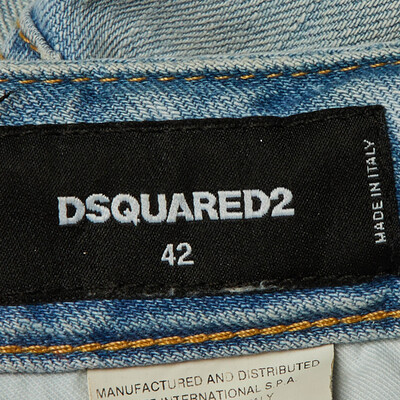 DSQUARED2
42
MADE IN ITALY
MANUFACTURED AND DISTRIBUTED
INTERNATIONAL S.P.A